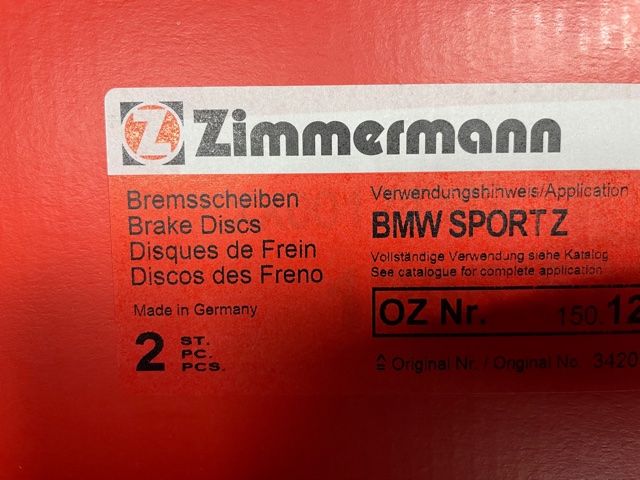 Z Zimmermann
Bremsscheiben
Brake Discs
Disques de Frein
Discos des Freno
Made in Germany
2 ST.
PC.
PCS.
Verwendungshinweis/Application
BMW SPORT Z
Vollständige Verwendung siehe Katalog
See catalogue for complete application
OZ Nr. 150.12
≙ Original Nr. / Original No. 3420